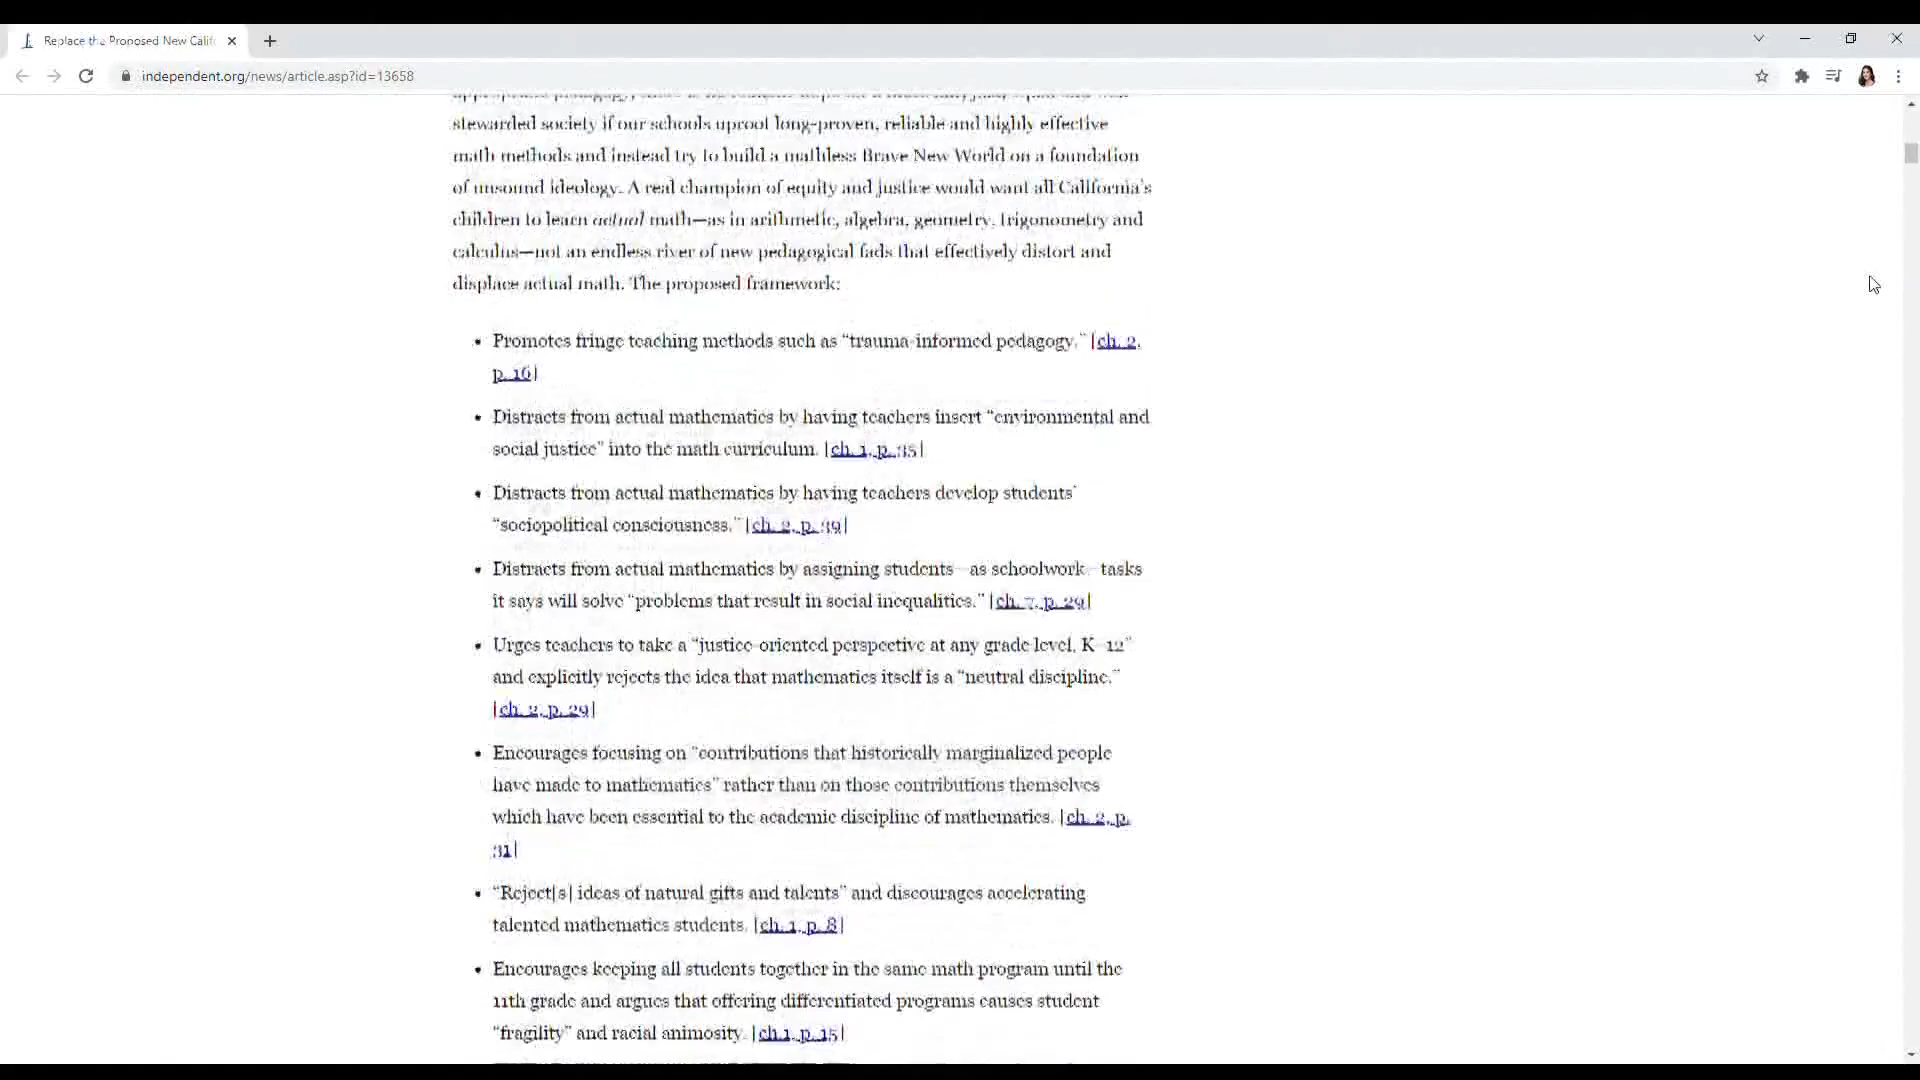 Replace the Proposed New Calif
independent.org/news/article.asp?id=13658
stewarded society if our schools uproot long-proven, reliable and highly effective
math methods and instead try to build a mathless Brave New World on a foundation
of unsound ideology. A real champion of equity and justice would want all California's
children to learn actual math—as in arithmetic, algebra, geometry, trigonometry and
calculus—not an endless river of new pedagogical fads that effectively distort and
displace actual math. The proposed framework:
• Promotes fringe teaching methods such as “trauma-informed pedagogy.” [ch. 2,
p. 16]
• Distracts from actual mathematics by having teachers insert “environmental and
social justice” into the math curriculum. [ch. 1, p. 35]
• Distracts from actual mathematics by having teachers develop students'
“sociopolitical consciousness.” [ch. 2, p. 39]
• Distracts from actual mathematics by assigning students—as schoolwork—tasks
it says will solve “problems that result in social inequalities.” [ch. 7, p. 29]
• Urges teachers to take a “justice-oriented perspective at any grade level, K–12”
and explicitly rejects the idea that mathematics itself is a “neutral discipline.”
[ch. 2, p. 29]
• Encourages focusing on “contributions that historically marginalized people
have made to mathematics” rather than on those contributions themselves
which have been essential to the academic discipline of mathematics. [ch. 2, p.
31]
• “Reject[s] ideas of natural gifts and talents” and discourages accelerating
talented mathematics students. [ch. 1, p. 8]
• Encourages keeping all students together in the same math program until the
11th grade and argues that offering differentiated programs causes student
“fragility” and racial animosity. [ch.1, p. 15]